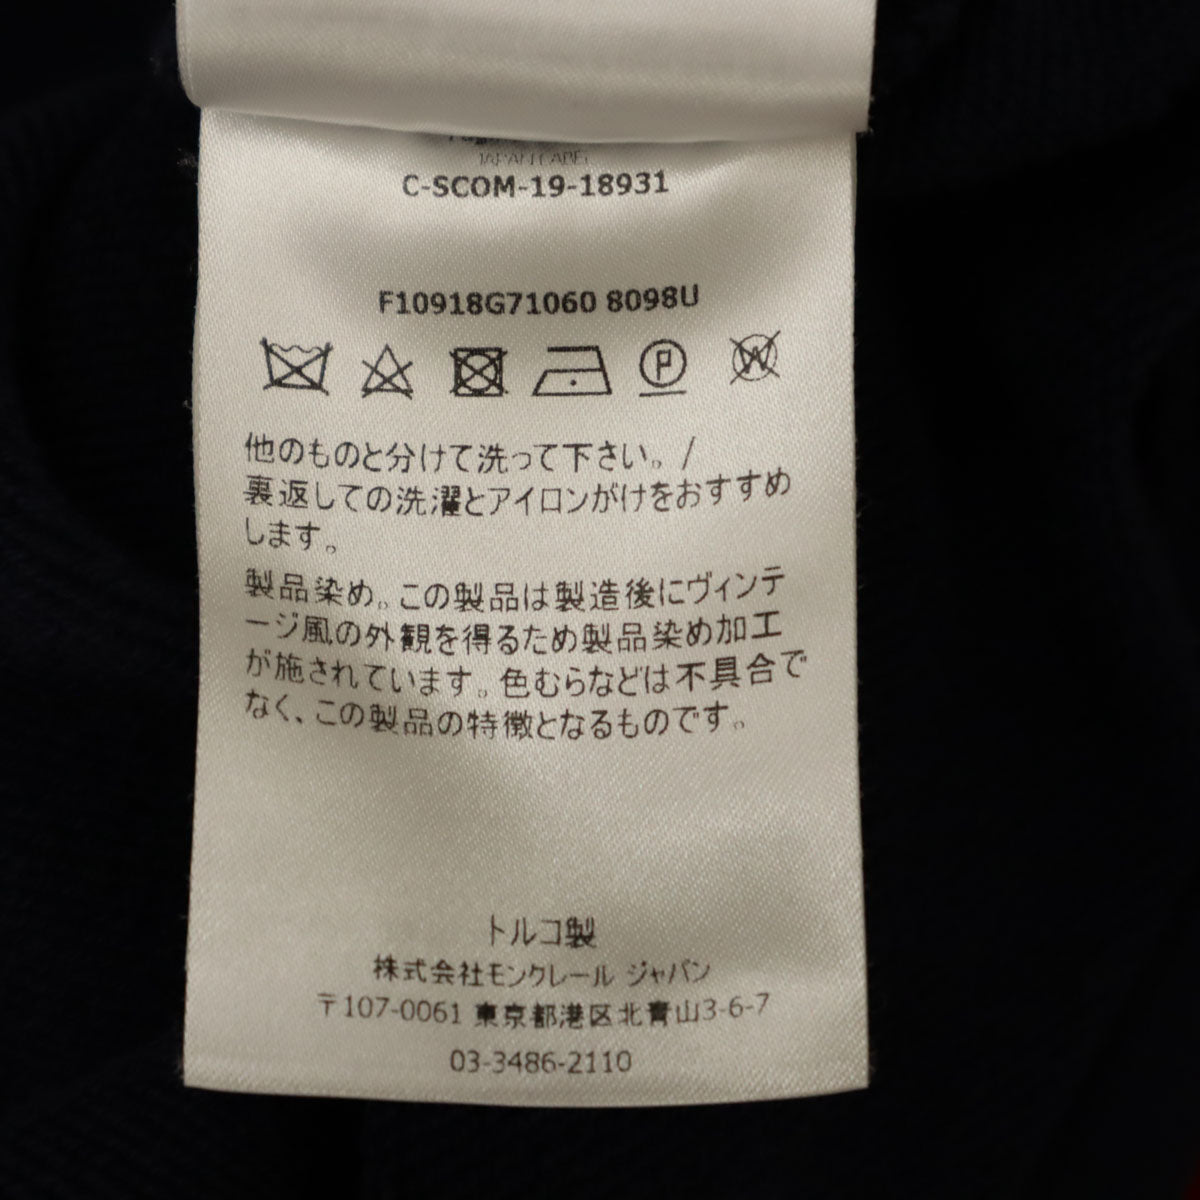 JAPAN LABEL
C-SCOM-19-18931
F10918G71060 8098U
P
W
他のものと分けて洗って下さい。/
裏返しての洗濯とアイロンがけをおすすめ
します。
製品染め。この製品は製造後にヴィンテ
ージ風の外観を得るため製品染め加工
が施されています。色むらなどは不具合で
なく、この製品の特徴となるものです。
トルコ製
株式会社モンクレール ジャパン
〒107-0061 東京都港区北青山3-6-7
03-3486-2110